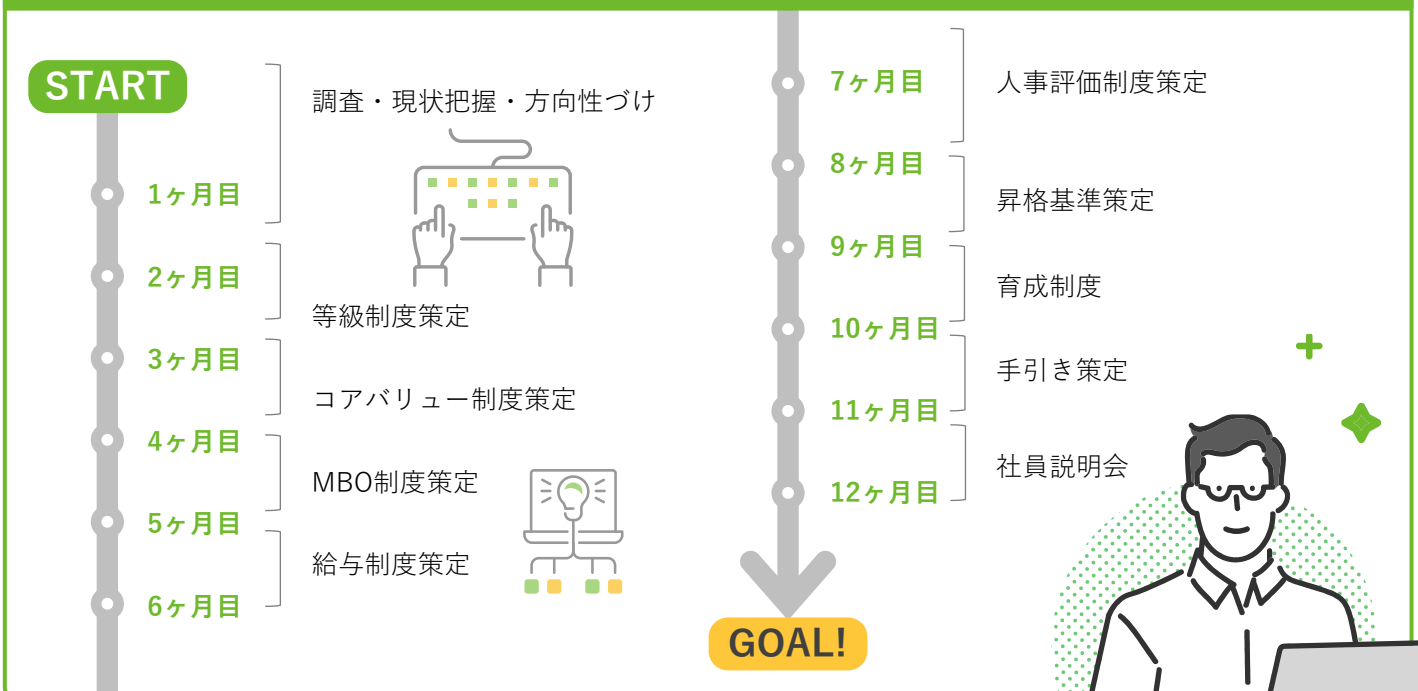 START
調査・現状把握・方向性づけ
1ヶ月目
2ヶ月目
等級制度策定
3ヶ月目
コアバリュー制度策定
4ヶ月目
MBO制度策定
5ヶ月目
給与制度策定
6ヶ月目
7ヶ月目
人事評価制度策定
8ヶ月目
昇格基準策定
9ヶ月目
育成制度
10ヶ月目
手引き策定
11ヶ月目
社員説明会
12ヶ月目
GOAL!